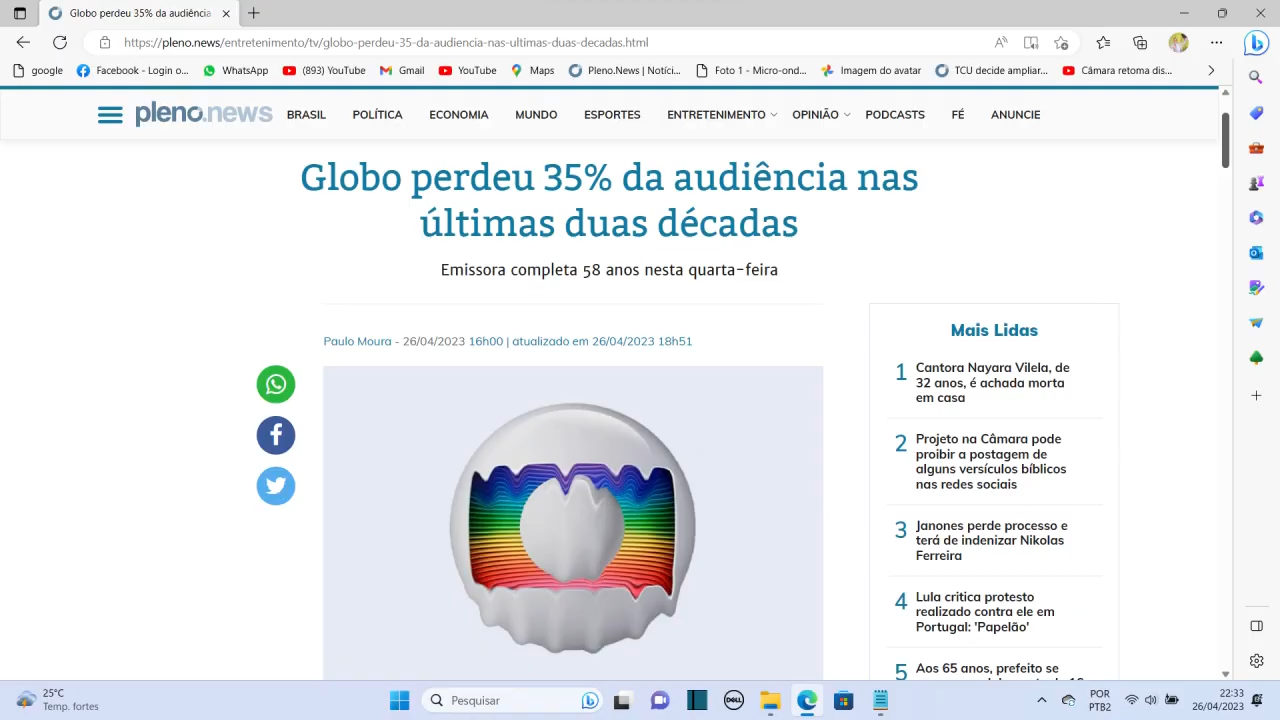 Globo perdeu 35% da audiência
https://pleno.news/entretenimento/tv/globo-perdeu-35-da-audiencia-nas-ultimas-duas-decadas.html
google
Facebook - Login o...
WhatsApp
(893) YouTube
Gmail
YouTube
Maps
Pleno.News | Notíci...
Foto 1 - Micro-ond...
Imagem do avatar
TCU decide ampliar...
Câmara retoma dis...
pleno.news
BRASIL
POLÍTICA
ECONOMIA
MUNDO
ESPORTES
ENTRETENIMENTO
OPINIÃO
PODCASTS
FÉ
ANUNCIE
Globo perdeu 35% da audiência nas
últimas duas décadas
Emissora completa 58 anos nesta quarta-feira
Paulo Moura - 26/04/2023 16h00 | atualizado em 26/04/2023 18h51
Mais Lidas
1
Cantora Nayara Vilela, de
32 anos, é achada morta
em casa
2
Projeto na Câmara pode
proibir a postagem de
alguns versículos bíblicos
nas redes sociais
3
Janones perde processo e
terá de indenizar Nikolas
Ferreira
4
Lula critica protesto
realizado contra ele em
Portugal: 'Papelão'
5
Aos 65 anos, prefeito se
25°C
Temp. fortes
Pesquisar
DELL
POR
PTB2
22:33
26/04/2023